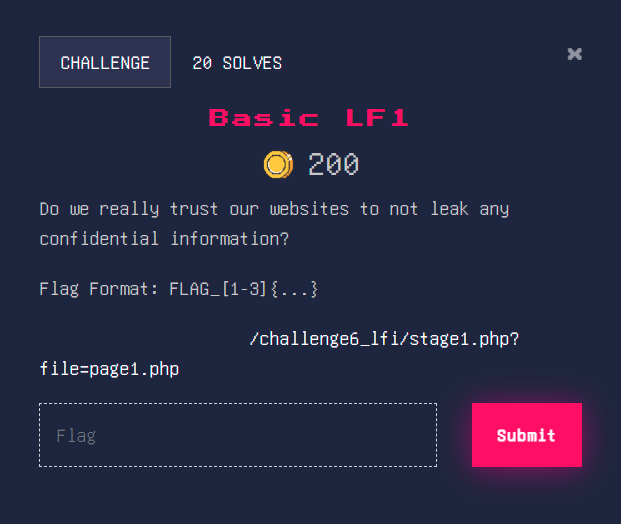 CHALLENGE 20 SOLVES ✖
Basic LF1
200
Do we really trust our websites to not leak any
confidential information?
Flag Format: FLAG_[1-3]{...}
/challenge6_lfi/stage1.php?
file=page1.php
Flag Submit